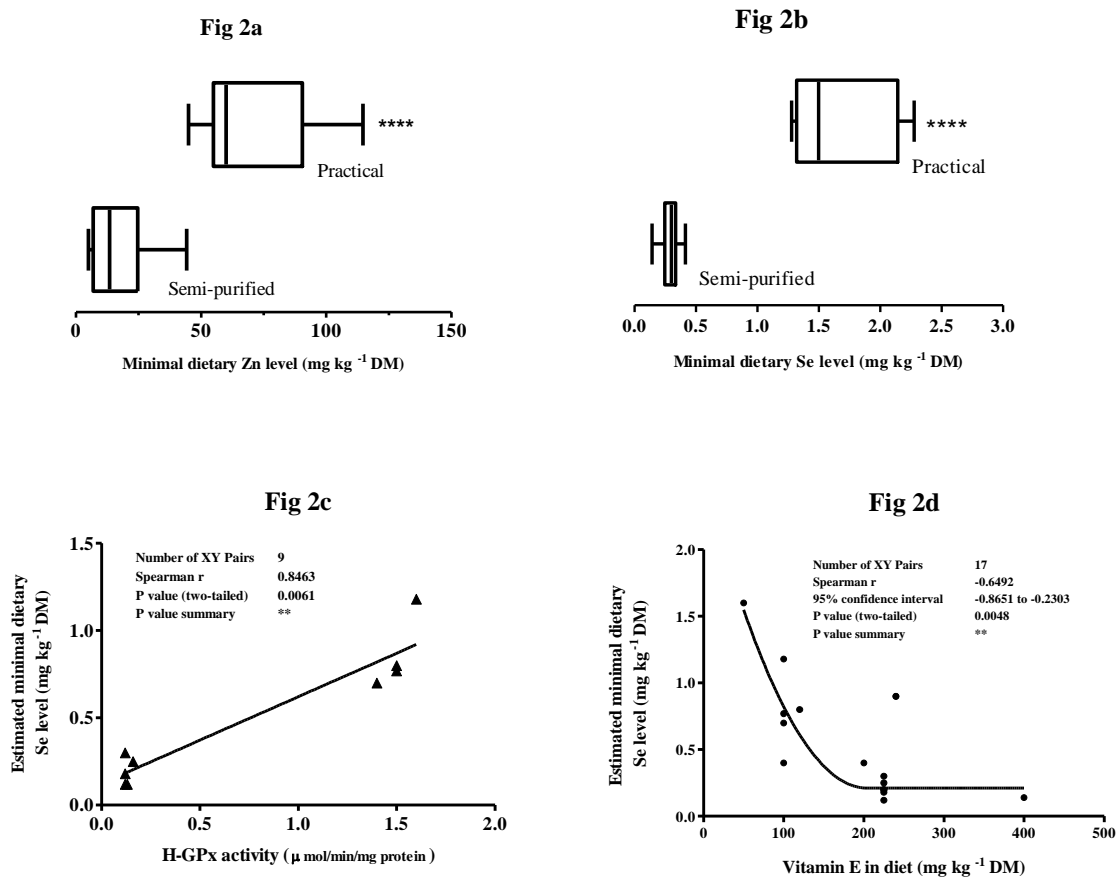 Fig 2a
****
Practical
Semi-purified
0 50 100 150
Minimal dietary Zn level (mg kg -1 DM)
Fig 2b
****
Practical
Semi-purified
0.0 0.5 1.0 1.5 2.0 2.5 3.0
Minimal dietary Se level (mg kg -1 DM)
Fig 2c
Number of XY Pairs 9
Spearman r 0.8463
P value (two-tailed) 0.0061
P value summary **
Estimated minimal dietary
Se level (mg kg-1 DM)
1.5
1.0
0.5
0.0
0.0 0.5 1.0 1.5 2.0
H-GPx activity ( μ mol/min/mg protein )
Fig 2d
Number of XY Pairs 17
Spearman r -0.6492
95% confidence interval -0.8651 to -0.2303
P value (two-tailed) 0.0048
P value summary **
Estimated minimal dietary
Se level (mg kg-1 DM)
2.0
1.5
1.0
0.5
0.0
0 100 200 300 400 500
Vitamin E in diet (mg kg -1 DM)